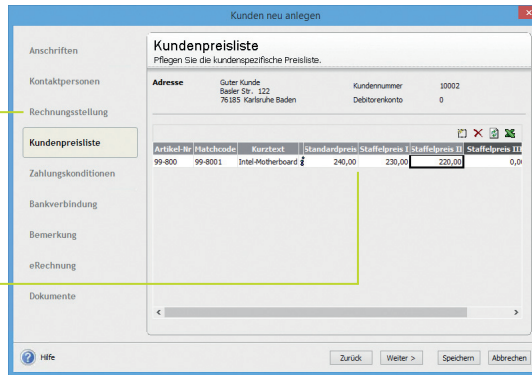 Kunden neu anlegen
Anschriften
Kontaktpersonen
Rechnungsstellung
Kundenpreisliste
Zahlungskonditionen
Bankverbindung
Bemerkung
eRechnung
Dokumente
Kundenpreisliste
Pflegen Sie die kundenspezifische Preisliste.
Adresse Guter Kunde Kundennummer 10002
Basler Str. 122
76185 Karlsruhe Baden Debitorenkonto 0
Artikel-Nr Matchcode Kurztext Standardpreis Staffelpreis I Staffelpreis II Staffelpreis III
99-800 99-8001 Intel-Motherboard i 240,00 230,00 220,00 0,0
Hilfe Zurück Weiter > Speichern Abbrechen